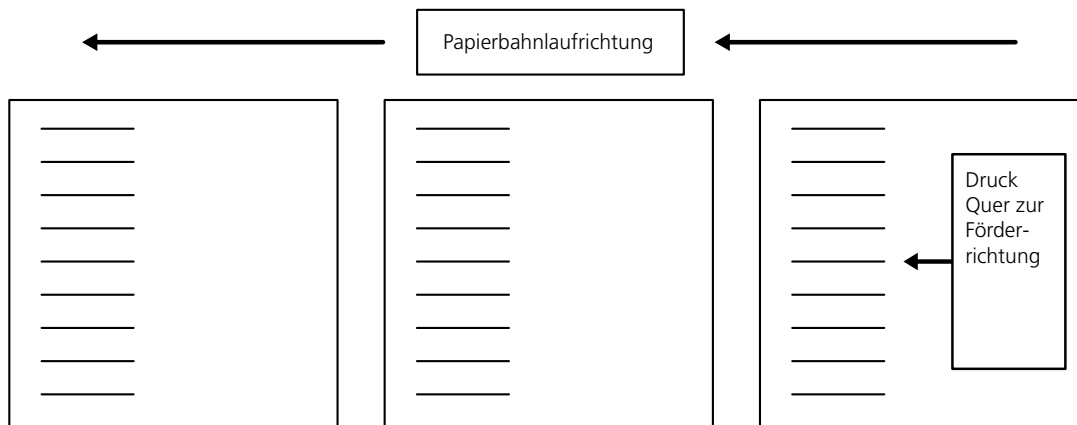 Papierbahnlaufrichtung
Druck
Quer zur
Förder-
richtung